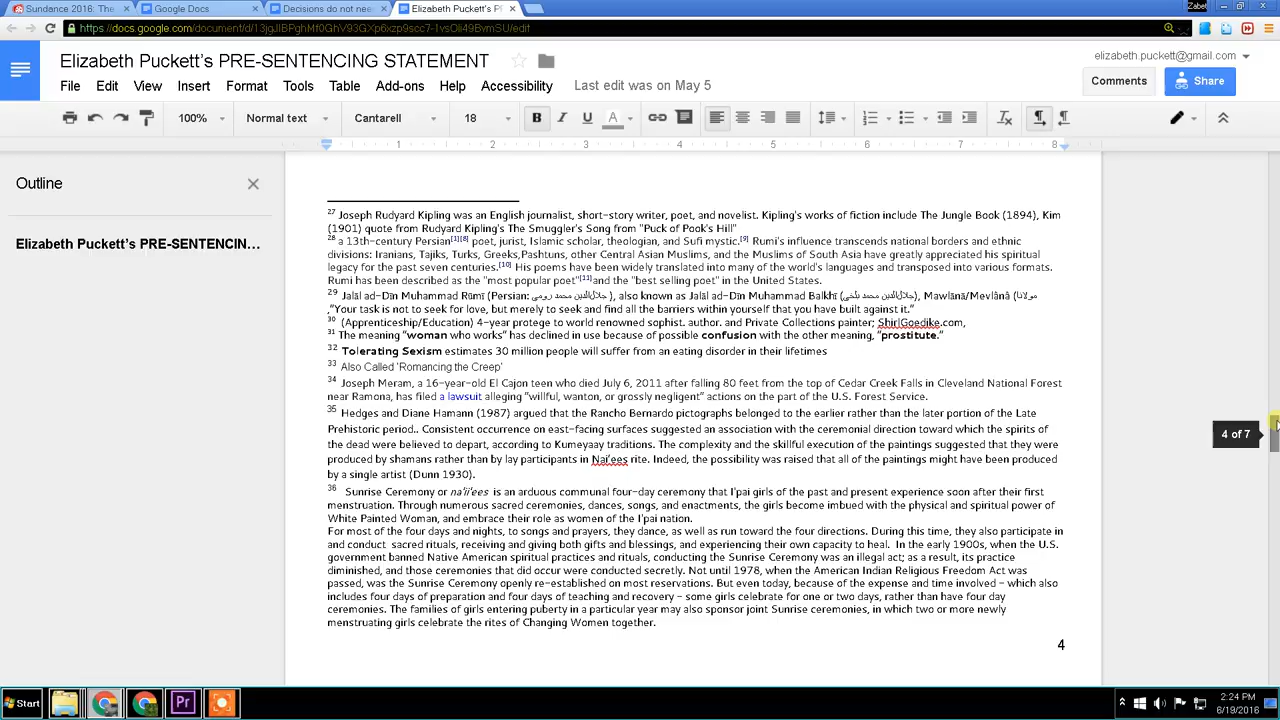 Sundance 2016: The
Google Docs
Decisions do not nee
Elizabeth Puckett's P
Zabet
https://docs.google.com/document/d/
/edit
Elizabeth Puckett's PRE-SENTENCING STATEMENT
elizabeth.puckett@gmail.com
File Edit View Insert Format Tools Table Add-ons Help Accessibility Last edit was on May 5
Comments Share
100% Normal text Cantarell 18 B I U A
1 2 3 4 5 6 7 8
Outline
Elizabeth Puckett's PRE-SENTENCIN...
27 Joseph Rudyard Kipling was an English journalist, short-story writer, poet, and novelist. Kipling's works of fiction include The Jungle Book (1894), Kim
(1901) quote from Rudyard Kipling's The Smuggler's Song from "Puck of Pook's Hill"
28 a 13th-century Persian[1][8] poet, jurist, Islamic scholar, theologian, and Sufi mystic.[9] Rumi's influence transcends national borders and ethnic
divisions: Iranians, Tajiks, Turks, Greeks,Pashtuns, other Central Asian Muslims, and the Muslims of South Asia have greatly appreciated his spiritual
legacy for the past seven centuries.[10] His poems have been widely translated into many of the world's languages and transposed into various formats.
Rumi has been described as the "most popular poet"[11]and the "best selling poet" in the United States.
29 Jalāl ad-Dīn Muhammad Rūmī (Persian: جلال‌الدین محمد رومی), also known as Jalāl ad-Dīn Muhammad Balkhī (جلال‌الدین محمد بلخی), Mawlānā/Mevlânâ (مولانا
,"Your task is not to seek for love, but merely to seek and find all the barriers within yourself that you have built against it."
30 (Apprenticeship/Education) 4-year protege to world renowned sophist. author. and Private Collections painter; ShirlGoedike.com,
31 The meaning "woman who works" has declined in use because of possible confusion with the other meaning, "prostitute."
32 Tolerating Sexism estimates 30 million people will suffer from an eating disorder in their lifetimes
33 Also Called 'Romancing the Creep'
34 Joseph Meram, a 16-year-old El Cajon teen who died July 6, 2011 after falling 80 feet from the top of Cedar Creek Falls in Cleveland National Forest
near Ramona, has filed a lawsuit alleging "willful, wanton, or grossly negligent" actions on the part of the U.S. Forest Service.
35 Hedges and Diane Hamann (1987) argued that the Rancho Bernardo pictographs belonged to the earlier rather than the later portion of the Late
Prehistoric period.. Consistent occurrence on east-facing surfaces suggested an association with the ceremonial direction toward which the spirits of
the dead were believed to depart, according to Kumeyaay traditions. The complexity and the skillful execution of the paintings suggested that they were
produced by shamans rather than by lay participants in Nai'ees rite. Indeed, the possibility was raised that all of the paintings might have been produced
by a single artist (Dunn 1930).
36 Sunrise Ceremony or na'ii'ees is an arduous communal four-day ceremony that I'pai girls of the past and present experience soon after their first
menstruation. Through numerous sacred ceremonies, dances, songs, and enactments, the girls become imbued with the physical and spiritual power of
White Painted Woman, and embrace their role as women of the I'pai nation.
For most of the four days and nights, to songs and prayers, they dance, as well as run toward the four directions. During this time, they also participate in
and conduct sacred rituals, receiving and giving both gifts and blessings, and experiencing their own capacity to heal. In the early 1900s, when the U.S.
government banned Native American spiritual practices and rituals, conducting the Sunrise Ceremony was an illegal act; as a result, its practice
diminished, and those ceremonies that did occur were conducted secretly. Not until 1978, when the American Indian Religious Freedom Act was
passed, was the Sunrise Ceremony openly re-established on most reservations. But even today, because of the expense and time involved - which also
includes four days of preparation and four days of teaching and recovery - some girls celebrate for one or two days, rather than have four day
ceremonies. The families of girls entering puberty in a particular year may also sponsor joint Sunrise ceremonies, in which two or more newly
menstruating girls celebrate the rites of Changing Women together.
4
4 of 7
Start
Pr
2:24 PM
6/19/2016